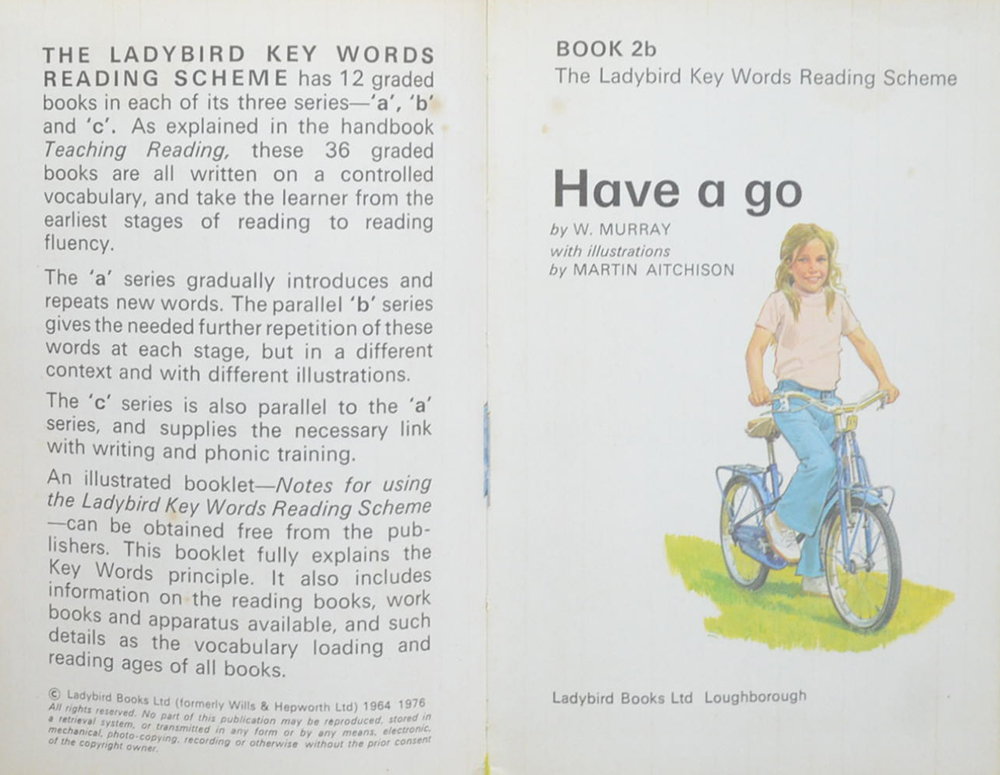 THE LADYBIRD KEY WORDS
READING SCHEME has 12 graded
books in each of its three series—'a', 'b'
and 'c'. As explained in the handbook
Teaching Reading, these 36 graded
books are all written on a controlled
vocabulary, and take the learner from the
earliest stages of reading to reading
fluency.
The 'a' series gradually introduces and
repeats new words. The parallel 'b' series
gives the needed further repetition of these
words at each stage, but in a different
context and with different illustrations.
The 'c' series is also parallel to the 'a'
series, and supplies the necessary link
with writing and phonic training.
An illustrated booklet—Notes for using
the Ladybird Key Words Reading Scheme
—can be obtained free from the pub-
lishers. This booklet fully explains the
Key Words principle. It also includes
information on the reading books, work
books and apparatus available, and such
details as the vocabulary loading and
reading ages of all books.
© Ladybird Books Ltd (formerly Wills & Hepworth Ltd) 1964 1976
All rights reserved. No part of this publication may be reproduced, stored in
a retrieval system, or transmitted in any form or by any means, electronic,
mechanical, photo-copying, recording or otherwise without the prior consent
of the copyright owner.
BOOK 2b
The Ladybird Key Words Reading Scheme
Have a go
by W. MURRAY
with illustrations
by MARTIN AITCHISON
Ladybird Books Ltd Loughborough